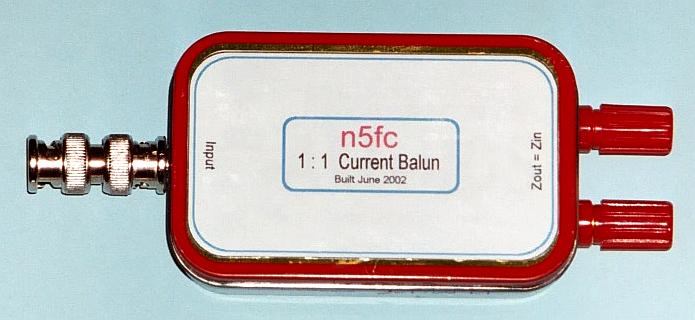 n5fc
1 : 1 Current Balun
Built June 2002
Input
Zout = Zin